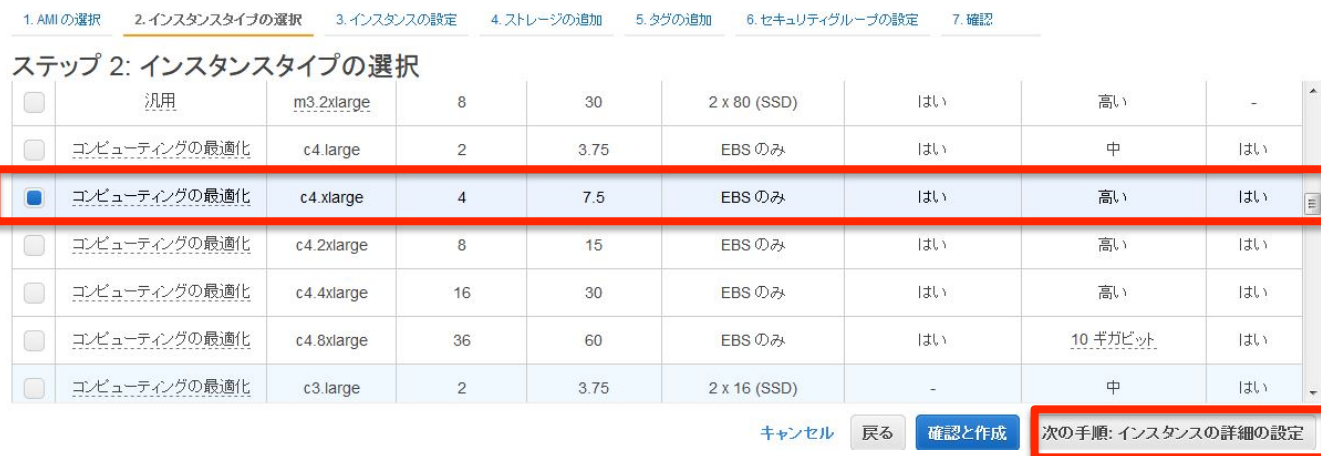 1. AMI の選択 2. インスタンスタイプの選択 3. インスタンスの設定 4. ストレージの追加 5. タグの追加 6. セキュリティグループの設定 7. 確認
ステップ 2: インスタンスタイプの選択
汎用 m3.2xlarge 8 30 2 x 80 (SSD) はい 高い -
コンピューティングの最適化 c4.large 2 3.75 EBS のみ はい 中 はい
コンピューティングの最適化 c4.xlarge 4 7.5 EBS のみ はい 高い はい
コンピューティングの最適化 c4.2xlarge 8 15 EBS のみ はい 高い はい
コンピューティングの最適化 c4.4xlarge 16 30 EBS のみ はい 高い はい
コンピューティングの最適化 c4.8xlarge 36 60 EBS のみ はい 10 ギガビット はい
コンピューティングの最適化 c3.large 2 3.75 2 x 16 (SSD) - 中 はい
キャンセル 戻る 確認と作成 次の手順: インスタンスの詳細の設定